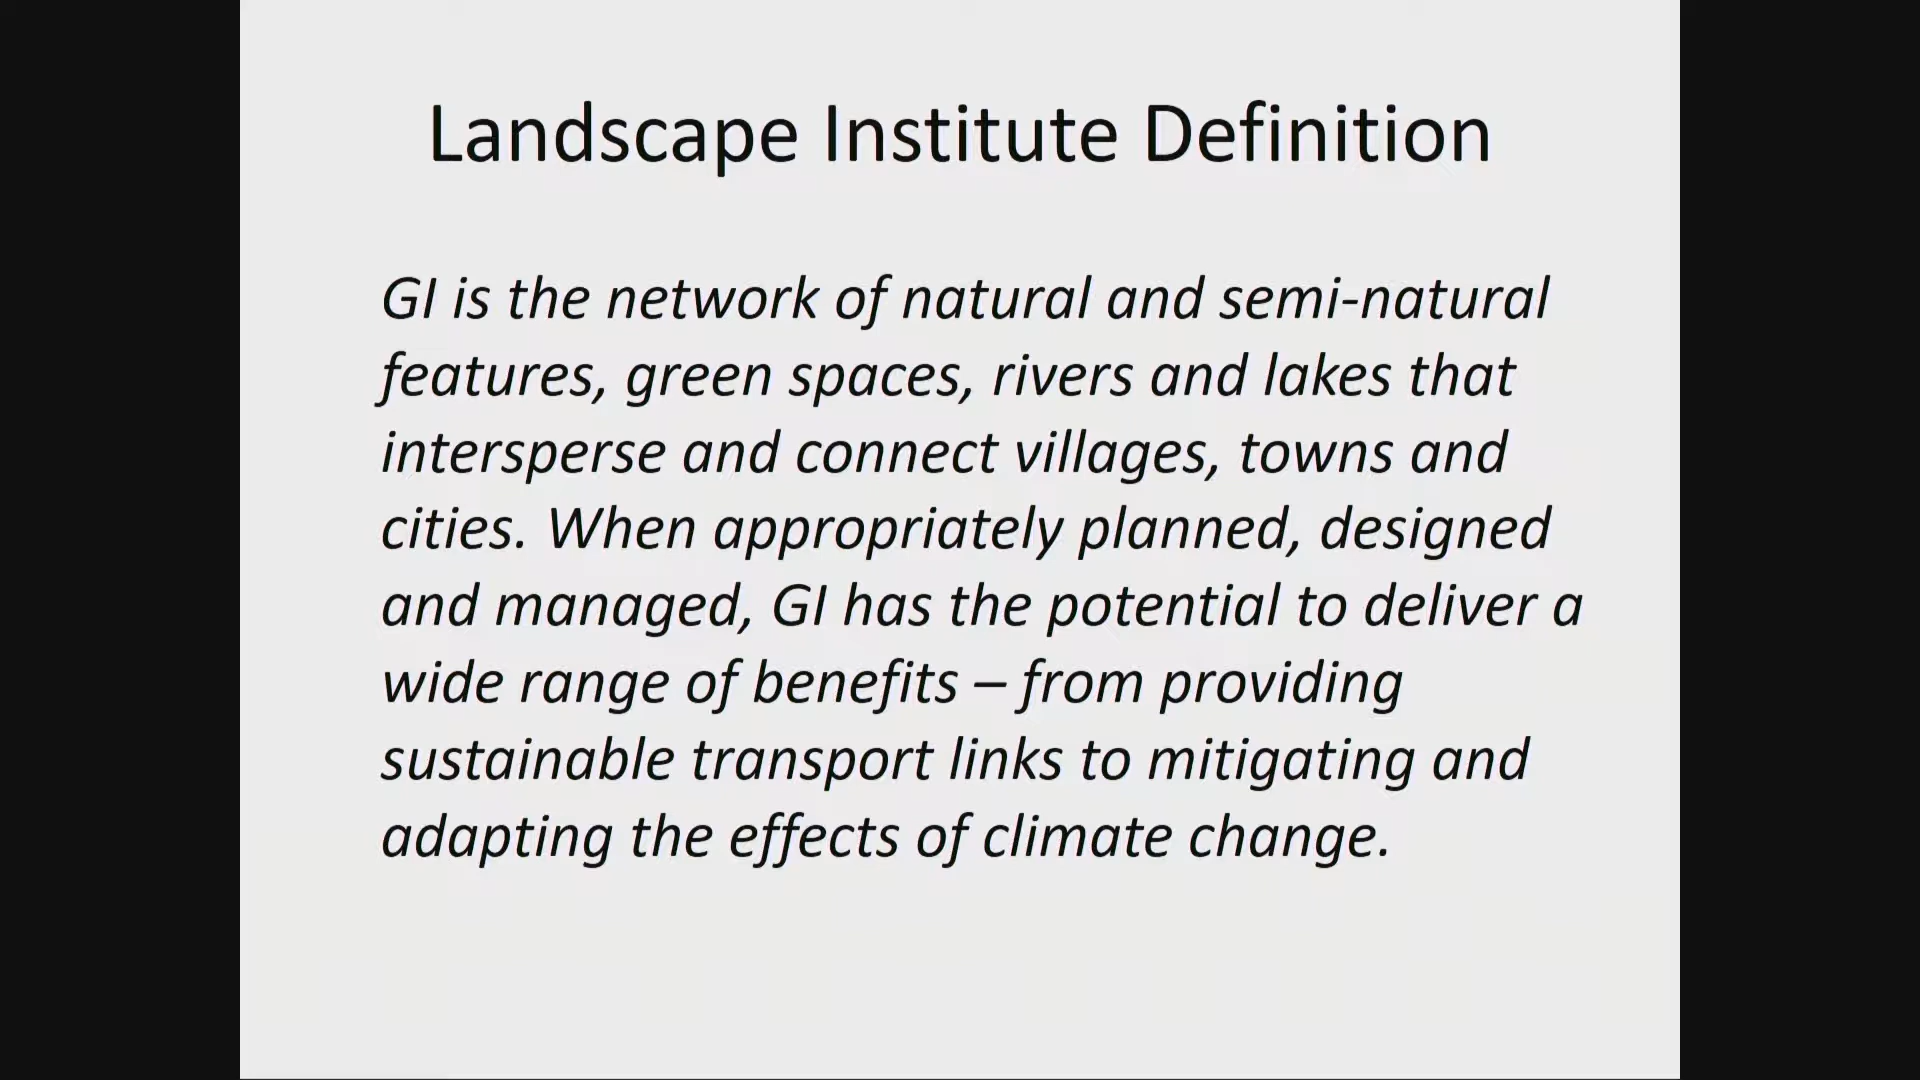 Landscape Institute Definition
GI is the network of natural and semi-natural
features, green spaces, rivers and lakes that
intersperse and connect villages, towns and
cities. When appropriately planned, designed
and managed, GI has the potential to deliver a
wide range of benefits – from providing
sustainable transport links to mitigating and
adapting the effects of climate change.